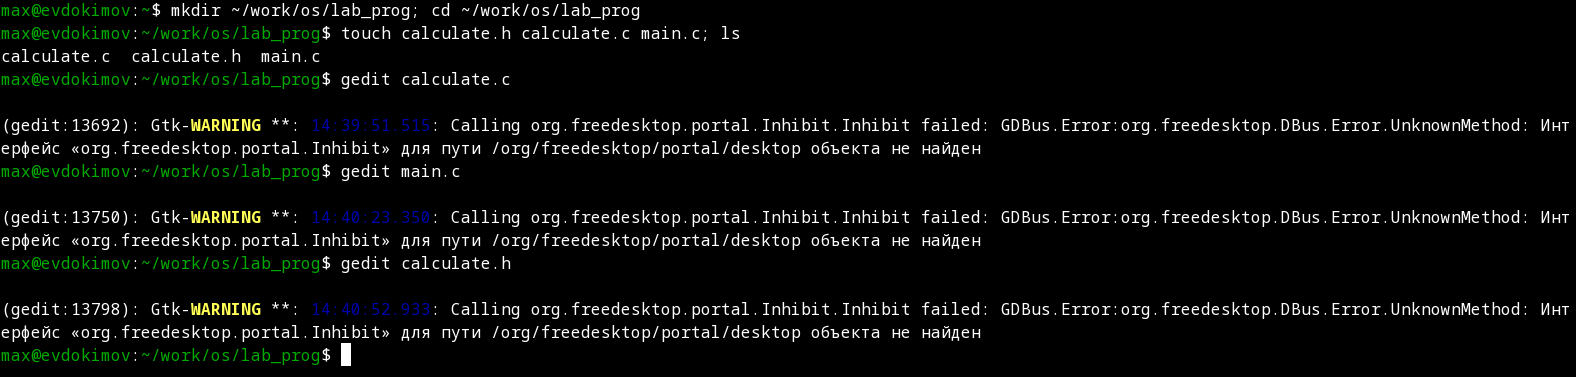 max@evdokimov:~$ mkdir ~/work/os/lab_prog; cd ~/work/os/lab_prog
max@evdokimov:~/work/os/lab_prog$ touch calculate.h calculate.c main.c; ls
calculate.c  calculate.h  main.c
max@evdokimov:~/work/os/lab_prog$ gedit calculate.c
(gedit:13692): Gtk-WARNING **: 14:39:51.515: Calling org.freedesktop.portal.Inhibit.Inhibit failed: GDBus.Error:org.freedesktop.DBus.Error.UnknownMethod: Инт
ерфейс «org.freedesktop.portal.Inhibit» для пути /org/freedesktop/portal/desktop объекта не найден
max@evdokimov:~/work/os/lab_prog$ gedit main.c
(gedit:13750): Gtk-WARNING **: 14:40:23.350: Calling org.freedesktop.portal.Inhibit.Inhibit failed: GDBus.Error:org.freedesktop.DBus.Error.UnknownMethod: Инт
ерфейс «org.freedesktop.portal.Inhibit» для пути /org/freedesktop/portal/desktop объекта не найден
max@evdokimov:~/work/os/lab_prog$ gedit calculate.h
(gedit:13798): Gtk-WARNING **: 14:40:52.933: Calling org.freedesktop.portal.Inhibit.Inhibit failed: GDBus.Error:org.freedesktop.DBus.Error.UnknownMethod: Инт
ерфейс «org.freedesktop.portal.Inhibit» для пути /org/freedesktop/portal/desktop объекта не найден
max@evdokimov:~/work/os/lab_prog$